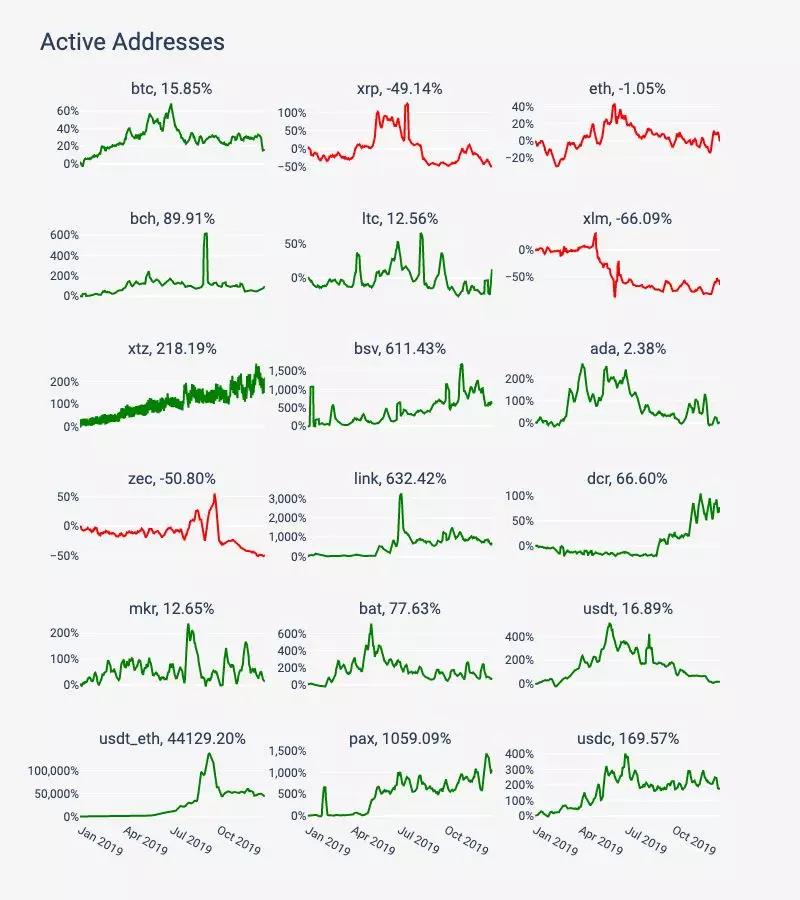 Active Addresses
btc, 15.85%
60%
40%
20%
0%
xrp, -49.14%
100%
50%
0%
−50%
eth, -1.05%
40%
20%
0%
−20%
bch, 89.91%
600%
400%
200%
0%
ltc, 12.56%
50%
0%
xlm, -66.09%
0%
−50%
xtz, 218.19%
200%
100%
0%
bsv, 611.43%
1,500%
1,000%
500%
0%
ada, 2.38%
200%
100%
0%
zec, -50.80%
50%
0%
−50%
link, 632.42%
3,000%
2,000%
1,000%
0%
dcr, 66.60%
100%
50%
0%
mkr, 12.65%
200%
100%
0%
bat, 77.63%
600%
400%
200%
0%
usdt, 16.89%
400%
200%
0%
usdt_eth, 44129.20%
100,000%
50,000%
0%
Jan 2019 Apr 2019 Jul 2019 Oct 2019
pax, 1059.09%
1,500%
1,000%
500%
0%
Jan 2019 Apr 2019 Jul 2019 Oct 2019
usdc, 169.57%
400%
300%
200%
100%
0%
Jan 2019 Apr 2019 Jul 2019 Oct 2019